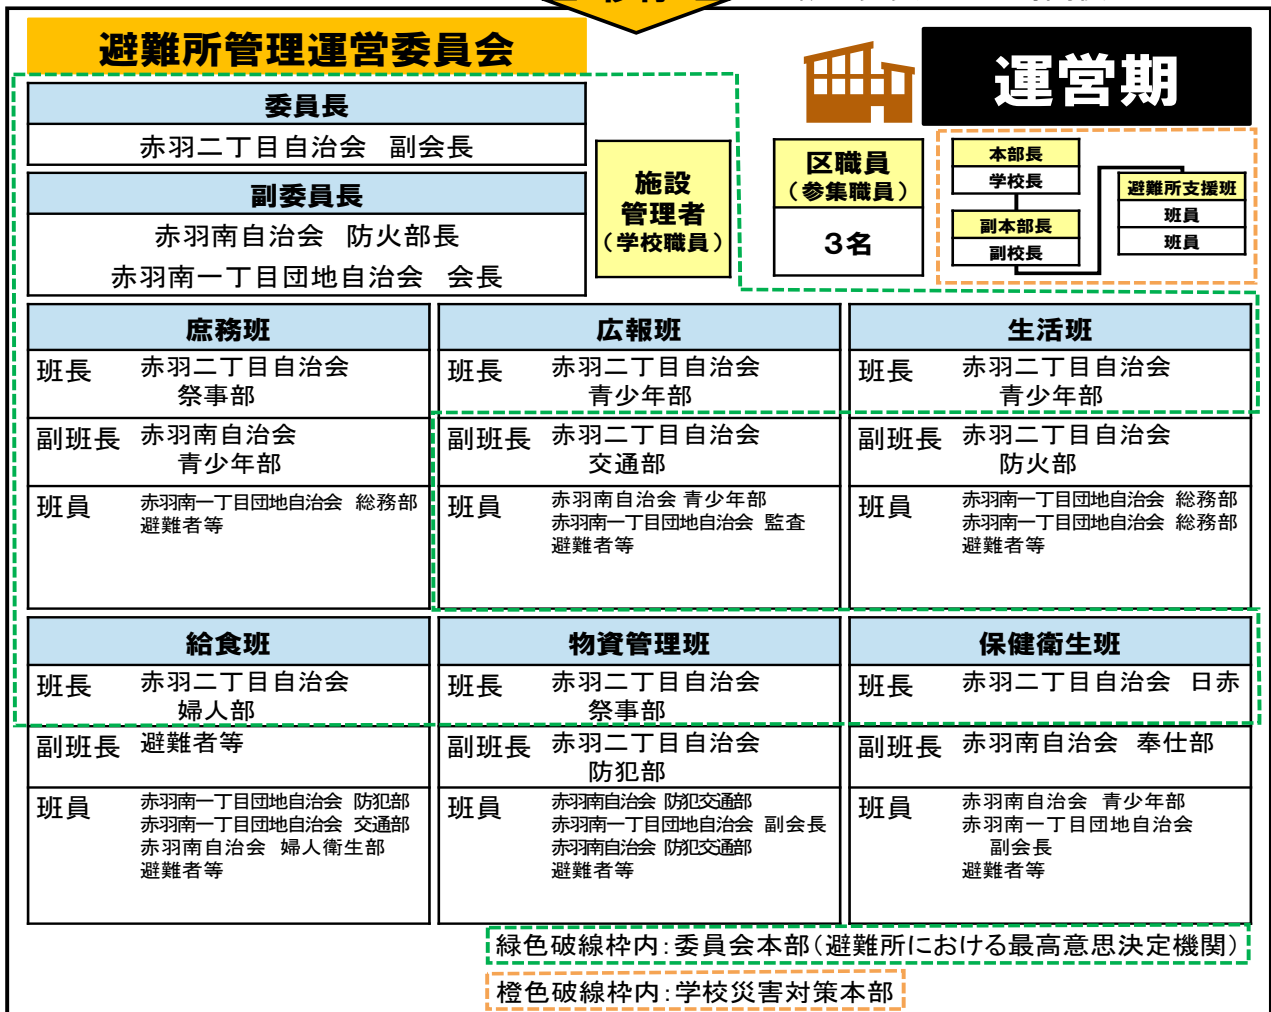 避難所管理運営委員会
運営期
委員長
赤羽二丁目自治会 副会長
副委員長
赤羽南自治会 防火部長
赤羽南一丁目団地自治会 会長
施設
管理者
(学校職員)
区職員
(参集職員)
3名
本部長
学校長
副本部長
副校長
避難所支援班
班員
班員
庶務班
班長 赤羽二丁目自治会
祭事部
副班長 赤羽南自治会
青少年部
班員 赤羽南一丁目団地自治会 総務部
避難者等
広報班
班長 赤羽二丁目自治会
青少年部
副班長 赤羽二丁目自治会
交通部
班員 赤羽南自治会 青少年部
赤羽南一丁目団地自治会 監査
避難者等
生活班
班長 赤羽二丁目自治会
青少年部
副班長 赤羽二丁目自治会
防火部
班員 赤羽南一丁目団地自治会 総務部
赤羽南一丁目団地自治会 総務部
避難者等
給食班
班長 赤羽二丁目自治会
婦人部
副班長 避難者等
班員 赤羽南一丁目団地自治会 防犯部
赤羽南一丁目団地自治会 交通部
赤羽南自治会 婦人衛生部
避難者等
物資管理班
班長 赤羽二丁目自治会
祭事部
副班長 赤羽二丁目自治会
防犯部
班員 赤羽南自治会 防犯交通部
赤羽南一丁目団地自治会 副会長
赤羽南自治会 防犯交通部
避難者等
保健衛生班
班長 赤羽二丁目自治会 日赤
副班長 赤羽南自治会 奉仕部
班員 赤羽南自治会 青少年部
赤羽南一丁目団地自治会
副会長
避難者等
緑色破線枠内:委員会本部(避難所における最高意思決定機関)
橙色破線枠内:学校災害対策本部